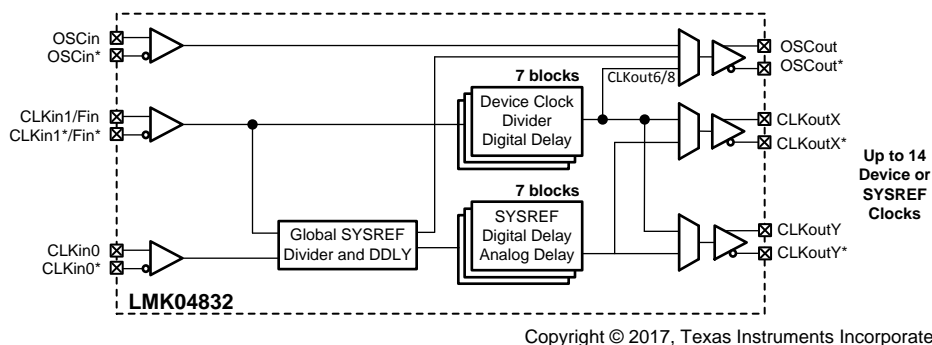 OSCin
OSCin*
OSCout
OSCout*
CLKout6/8
7 blocks
CLKin1/Fin
CLKin1*/Fin*
Device Clock
Divider
Digital Delay
CLKoutX
CLKoutX*
Up to 14
Device or
SYSREF
Clocks
7 blocks
Global SYSREF
Divider and DDLY
SYSREF
Digital Delay
Analog Delay
CLKin0
CLKin0*
CLKoutY
CLKoutY*
LMK04832
Copyright © 2017, Texas Instruments Incorporate